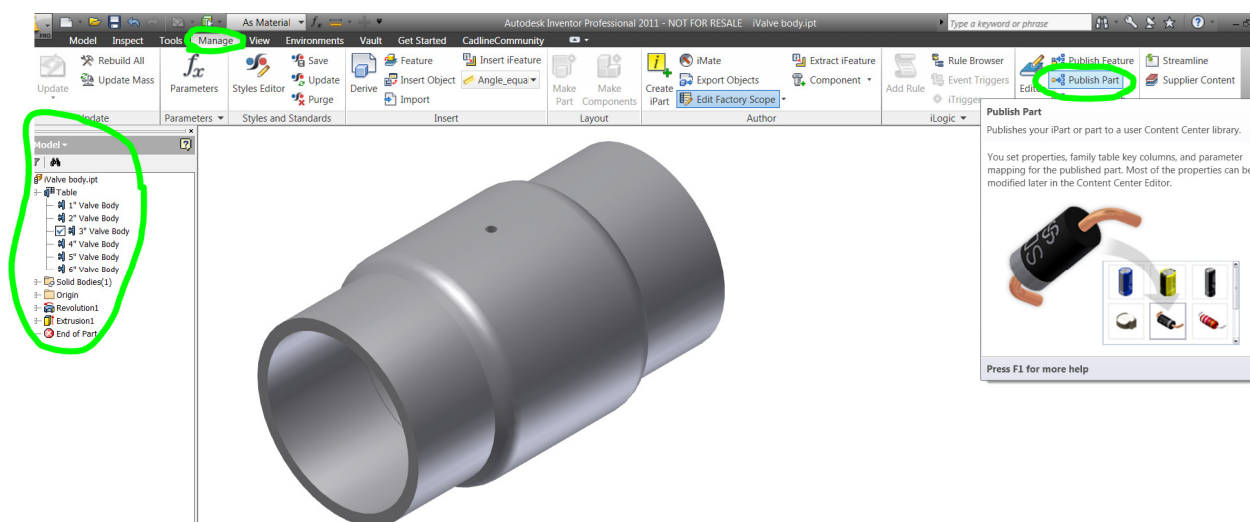 PRO
As Material
Autodesk Inventor Professional 2011 - NOT FOR RESALE iValve body.ipt
Type a keyword or phrase
Model Inspect Tools Manage View Environments Vault Get Started CadlineCommunity
Update
Rebuild All
Update Mass
Update
fx
Parameters
Parameters
Styles Editor
Save
Update
Purge
Styles and Standards
Derive
Feature
Insert Object
Import
Insert iFeature
Angle_equa
Insert
Make
Part
Make
Components
Layout
Create
iPart
iMate
Export Objects
Edit Factory Scope
Extract iFeature
Component
Author
Add Rule
Rule Browser
Event Triggers
iTrigger
iLogic
Publish Feature
Publish Part
Streamline
Supplier Content
Publish Part
Publishes your iPart or part to a user Content Center library.
You set properties, family table key columns, and parameter
mapping for the published part. Most of the properties can be
modified later in the Content Center Editor.
Press F1 for more help
Model
iValve body.ipt
Table
1" Valve Body
2" Valve Body
3" Valve Body
4" Valve Body
5" Valve Body
6" Valve Body
Solid Bodies(1)
Origin
Revolution1
Extrusion1
End of Part